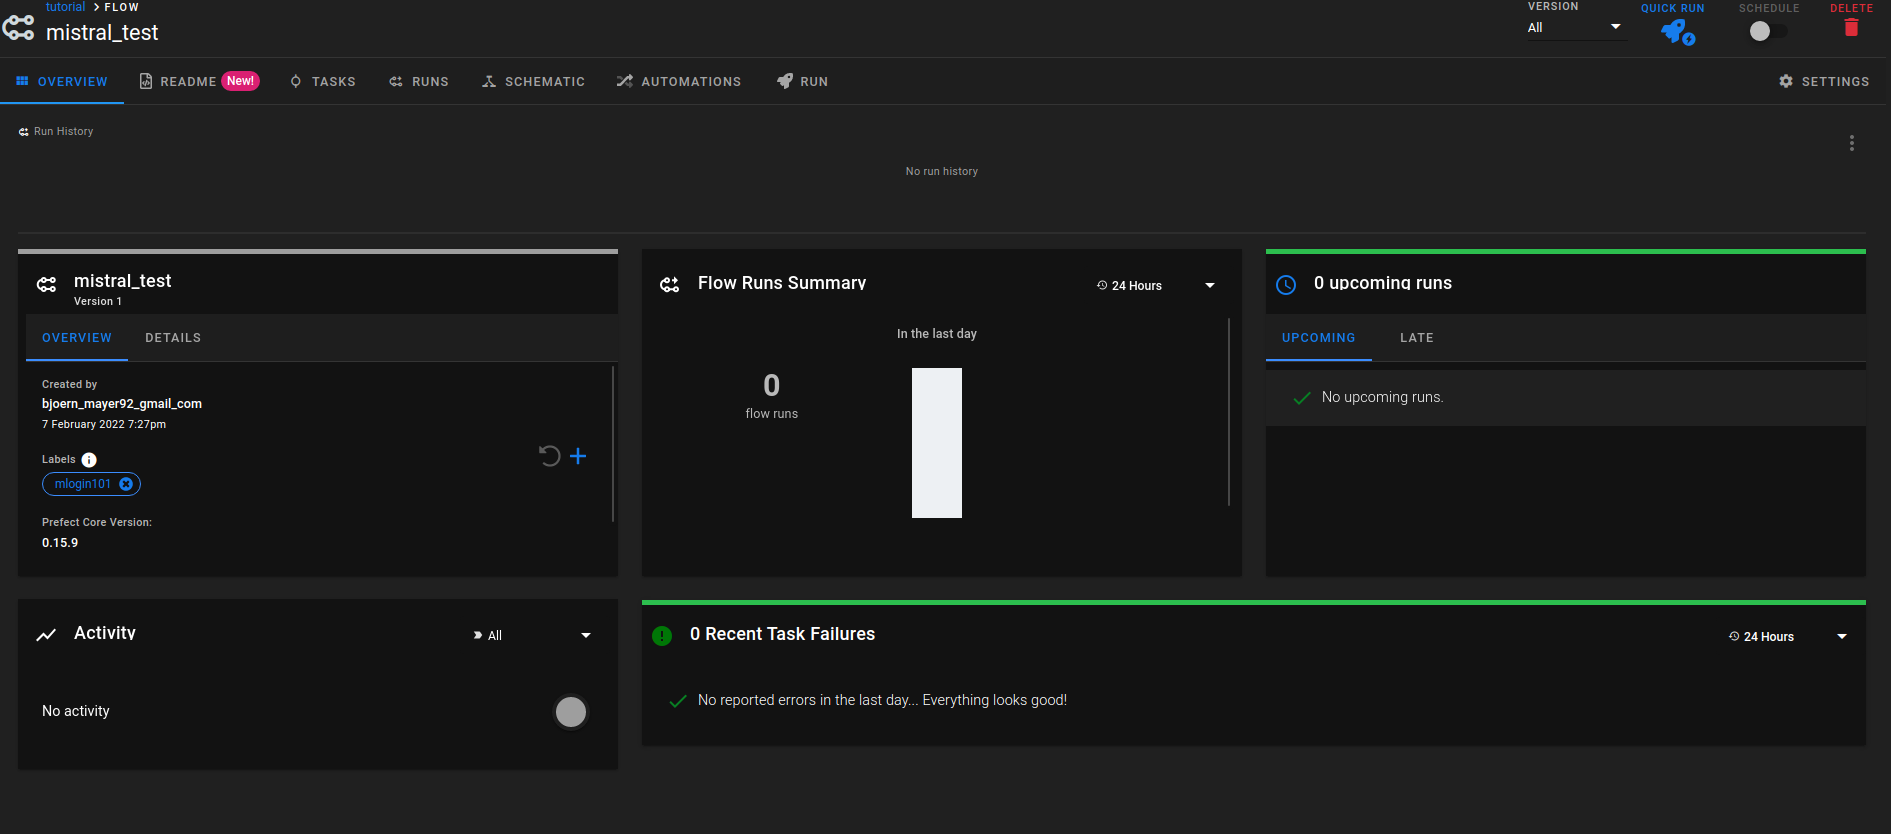 tutorial > FLOW
mistral_test
VERSION
All
QUICK RUN
SCHEDULE
DELETE
OVERVIEW
README New!
TASKS
RUNS
SCHEMATIC
AUTOMATIONS
RUN
SETTINGS
Run History
No run history
mistral_test
Version 1
OVERVIEW DETAILS
Created by
bjoern_mayer92_gmail_com
7 February 2022 7:27pm
Labels
mlogin101
Prefect Core Version:
0.15.9
Flow Runs Summary
24 Hours
In the last day
0
flow runs
0 upcoming runs
UPCOMING LATE
No upcoming runs.
Activity
All
No activity
0 Recent Task Failures
24 Hours
No reported errors in the last day... Everything looks good!